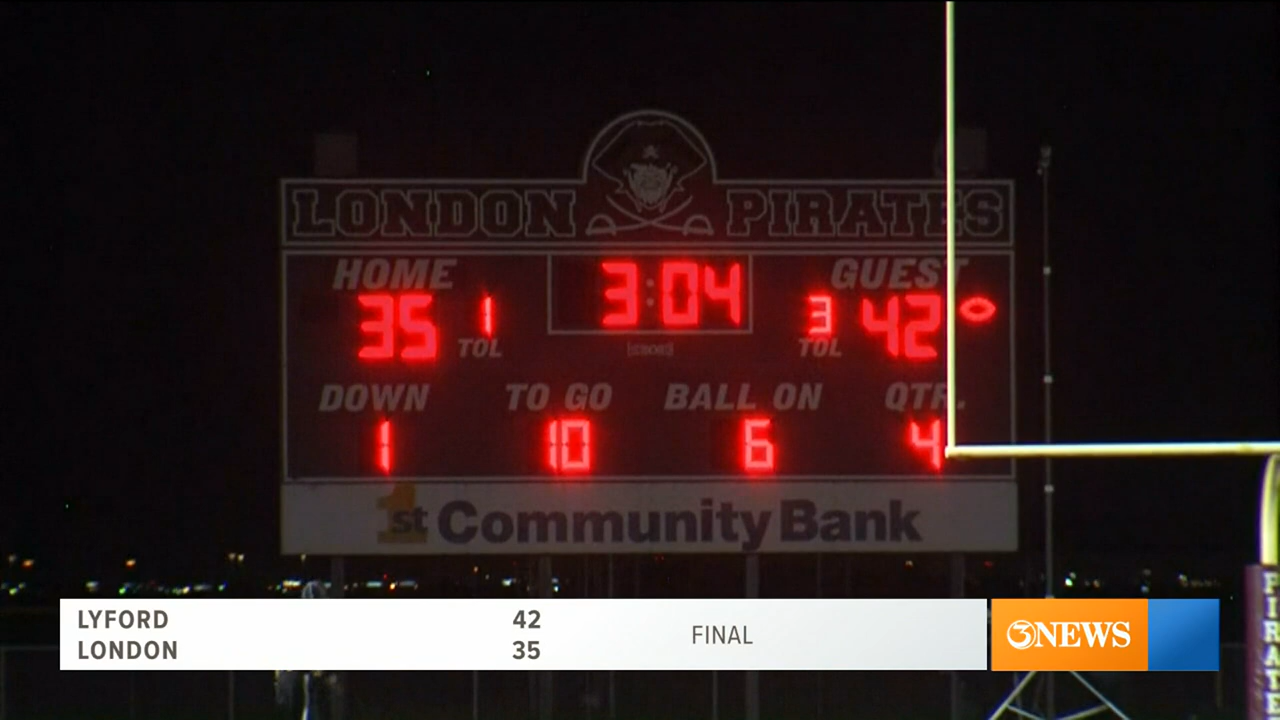 LONDON PIRATES
HOME 3:04 GUEST
35 1 3 42
TOL TOL
DOWN TO GO BALL ON QTR.
1 10 6 4
1st Community Bank
LYFORD 42
LONDON 35
FINAL
3NEWS
PIRATE